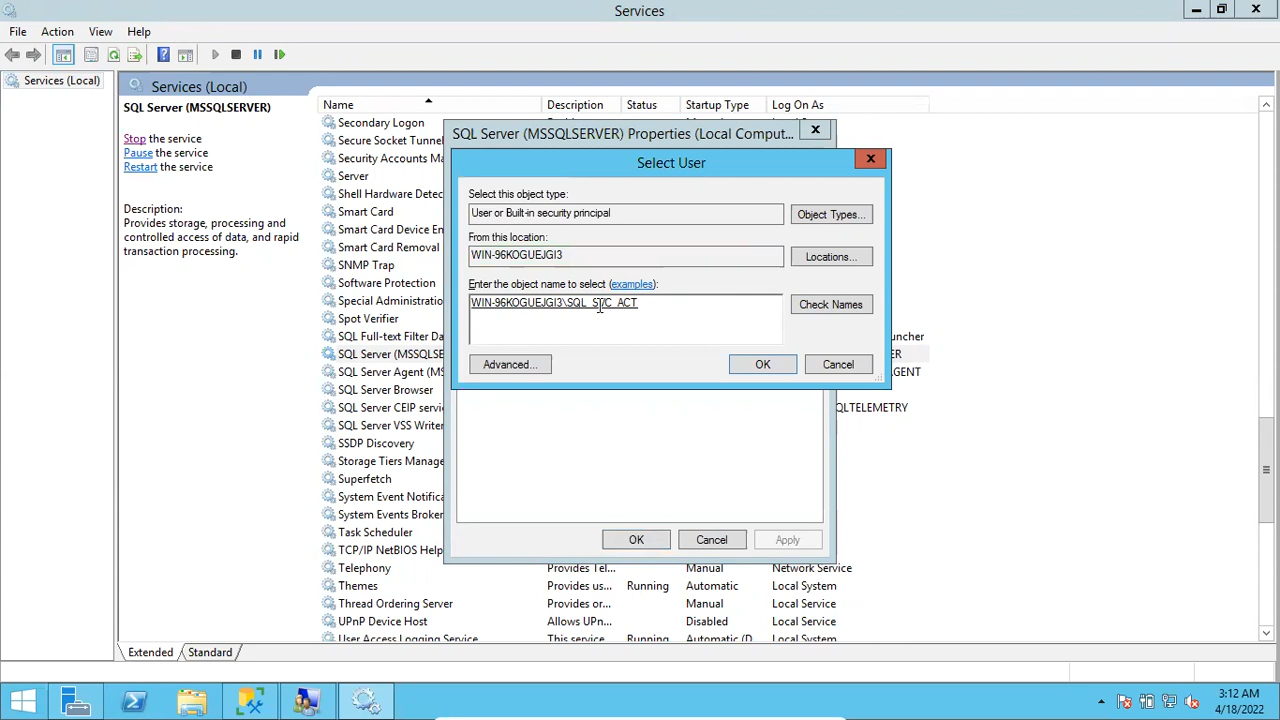 Services
File Action View Help
Services (Local)
Services (Local)
SQL Server (MSSQLSERVER)
Stop the service
Pause the service
Restart the service
Description:
Provides storage, processing and
controlled access of data, and rapid
transaction processing.
Name Description Status Startup Type Log On As
Secondary Logon
Secure Socket Tunne
Security Accounts Ma
Server
Shell Hardware Detec
Smart Card
Smart Card Device En
Smart Card Removal
SNMP Trap
Software Protection
Special Administratio
Spot Verifier
SQL Full-text Filter Da
uncher
SQL Server (MSSQLSE
ER
SQL Server Agent (MS
AGENT
SQL Server Browser
SQL Server CEIP servic
QLTELEMETRY
SQL Server VSS Writer
SSDP Discovery
Storage Tiers Manage
Superfetch
System Event Notifica
System Events Broker
Task Scheduler
TCP/IP NetBIOS Help
Telephony Provides Tel... Manual Network Service
Themes Provides us... Running Automatic Local System
Thread Ordering Server Provides or... Manual Local Service
UPnP Device Host Allows UPn... Disabled Local Service
User Access Logging Service This service Running Automatic (D Local System
SQL Server (MSSQLSERVER) Properties (Local Comput...
Select User
Select this object type:
User or Built-in security principal
Object Types...
From this location:
WIN-96KOGUEJGI3
Locations...
Enter the object name to select (examples):
Check Names
Advanced... OK Cancel
OK Cancel Apply
Extended Standard
3:12 AM
4/18/2022